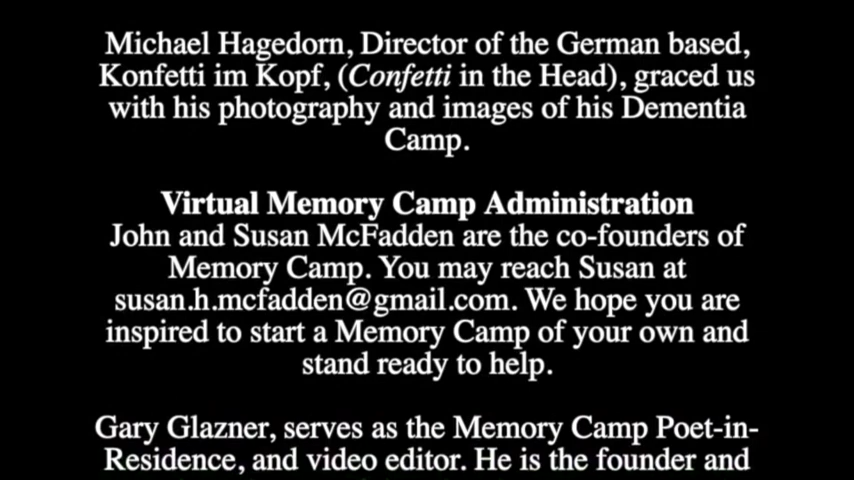 Michael Hagedorn, Director of the German based,
Konfetti im Kopf, (Confetti in the Head), graced us
with his photography and images of his Dementia
Camp.
Virtual Memory Camp Administration
John and Susan McFadden are the co-founders of
Memory Camp. You may reach Susan at
susan.h.mcfadden@gmail.com. We hope you are
inspired to start a Memory Camp of your own and
stand ready to help.
Gary Glazner, serves as the Memory Camp Poet-in-
Residence, and video editor. He is the founder and